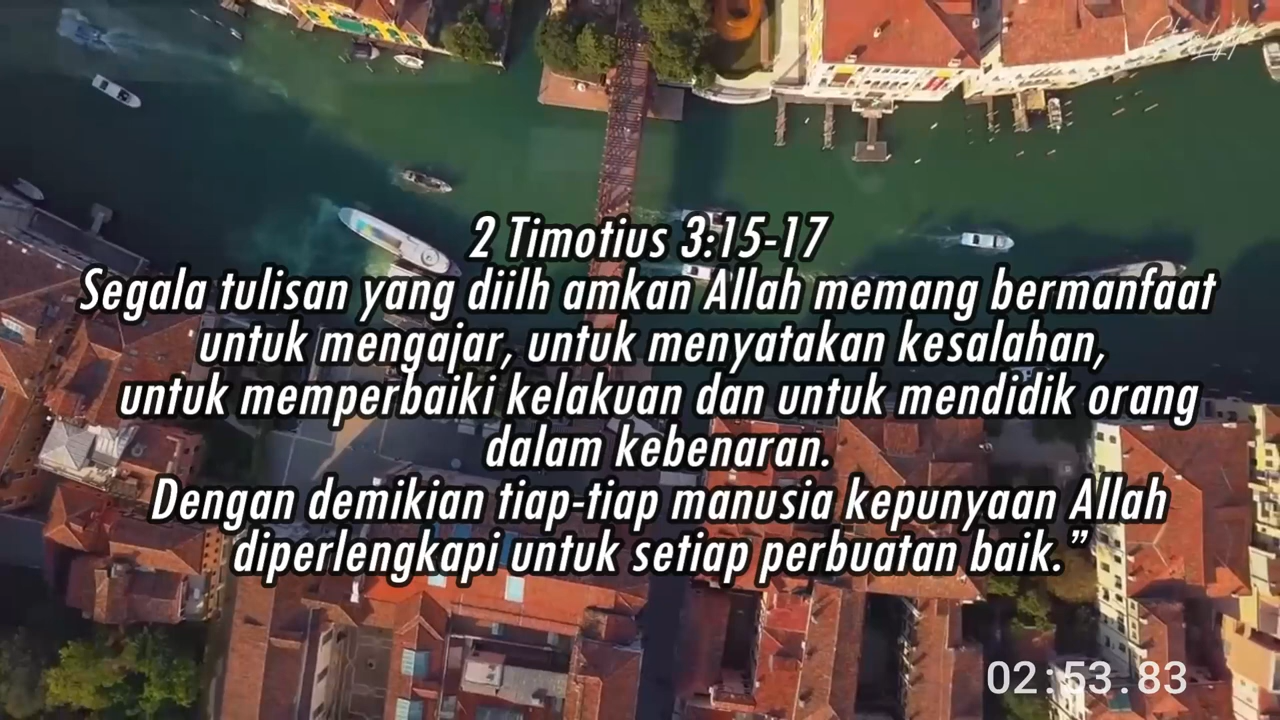 2 Timotius 3:15-17
Segala tulisan yang diilh amkan Allah memang bermanfaat
untuk mengajar, untuk menyatakan kesalahan,
untuk memperbaiki kelakuan dan untuk mendidik orang
dalam kebenaran.
Dengan demikian tiap-tiap manusia kepunyaan Allah
diperlengkapi untuk setiap perbuatan baik.”
02:53.83